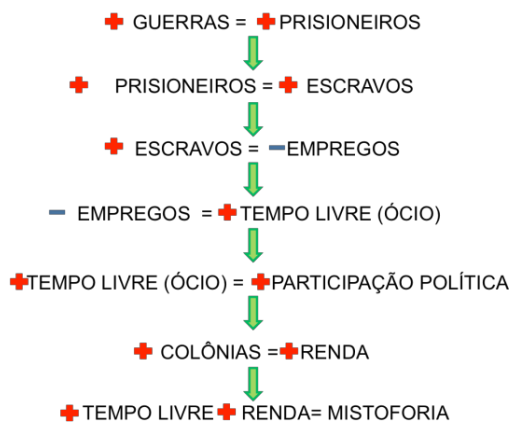 + GUERRAS = + PRISIONEIROS
+ PRISIONEIROS = + ESCRAVOS
+ ESCRAVOS = - EMPREGOS
- EMPREGOS = + TEMPO LIVRE (ÓCIO)
+ TEMPO LIVRE (ÓCIO) = + PARTICIPAÇÃO POLÍTICA
+ COLÔNIAS = + RENDA
+ TEMPO LIVRE + RENDA= MISTOFORIA